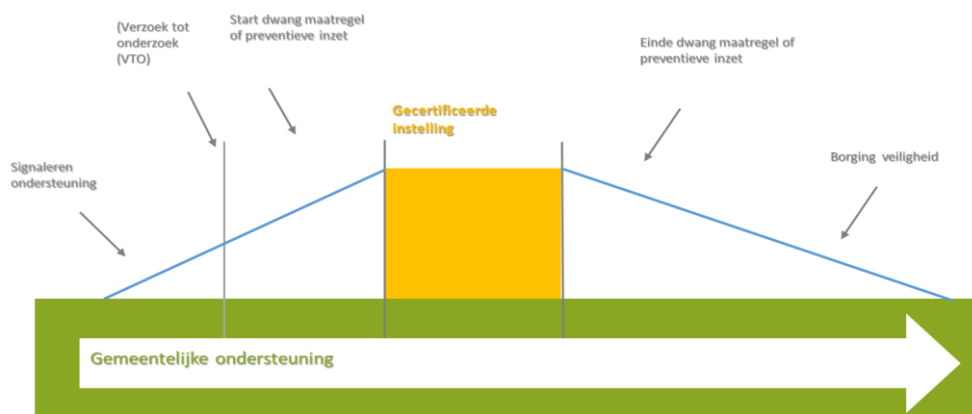 (Verzoek tot
onderzoek
(VTO)
Start dwang maatregel
of preventieve inzet
Einde dwang maatregel of
preventieve inzet
Gecertificeerde
instelling
Signaleren
ondersteuning
Borging veiligheid
Gemeentelijke ondersteuning